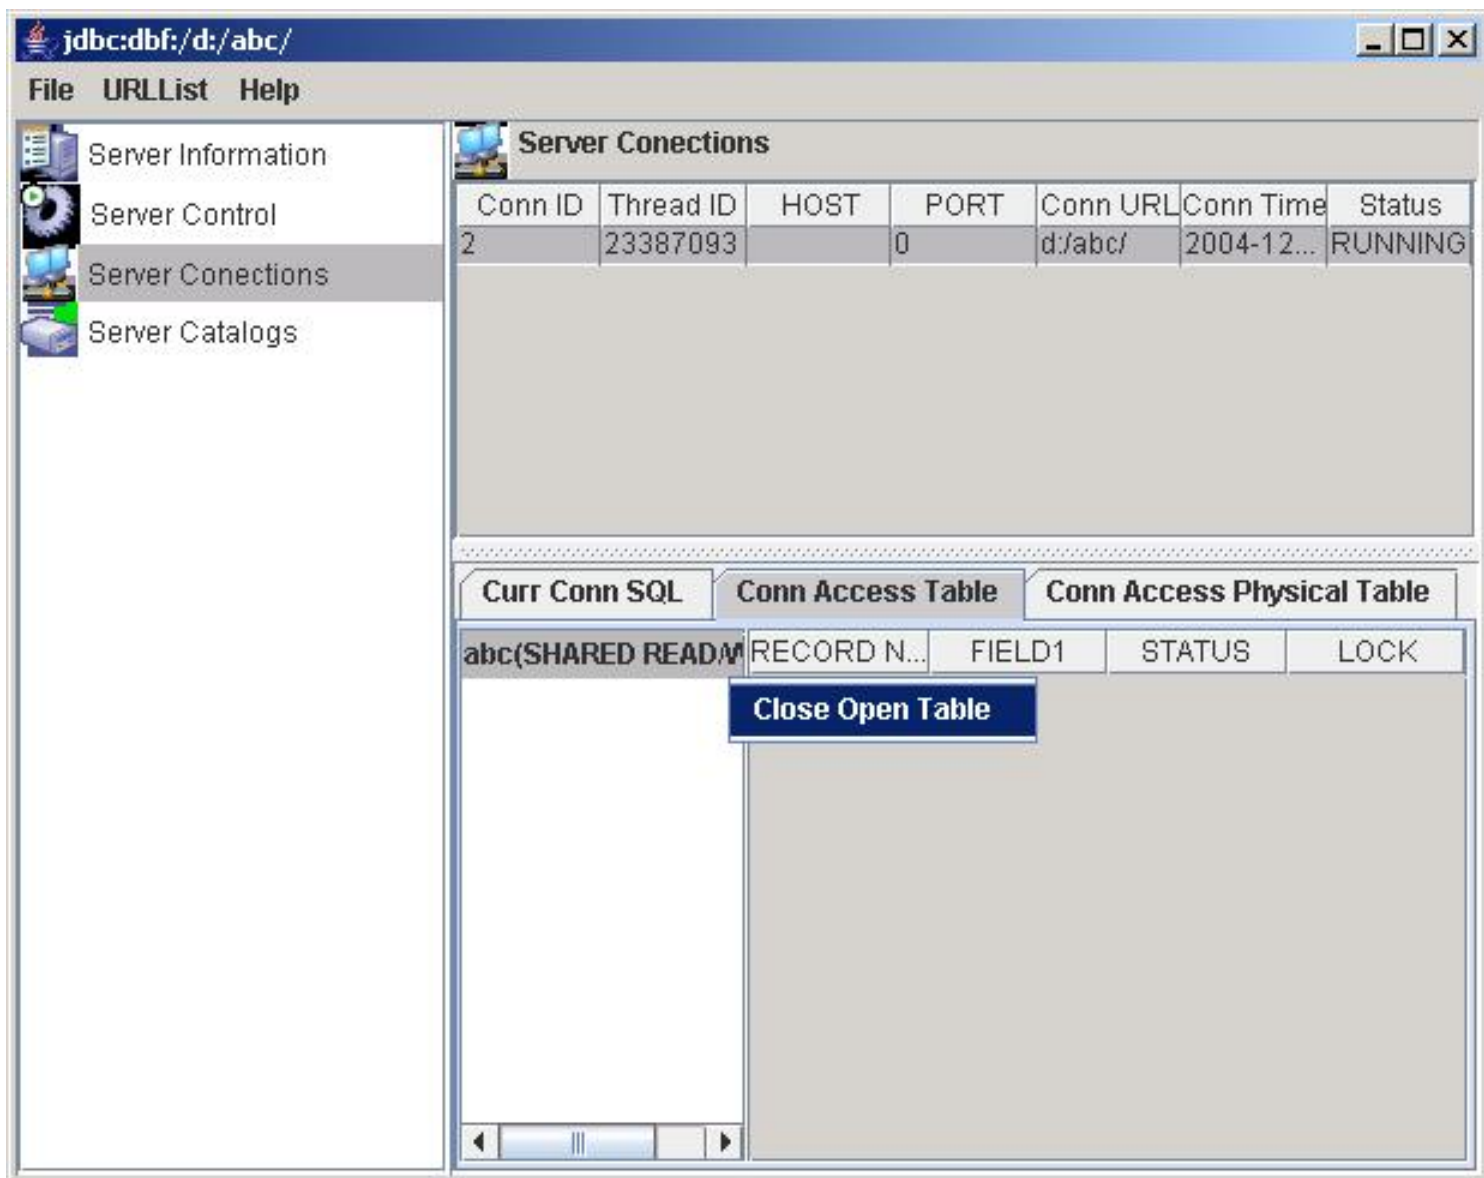 jdbc:dbf:/d:/abc/
File URLList Help
Server Information
Server Control
Server Conections
Server Catalogs
Server Conections
Conn ID Thread ID HOST PORT Conn URL Conn Time Status
2 23387093 0 d:/abc/ 2004-12... RUNNING
Curr Conn SQL Conn Access Table Conn Access Physical Table
abc(SHARED READ/W RECORD N... FIELD1 STATUS LOCK
Close Open Table